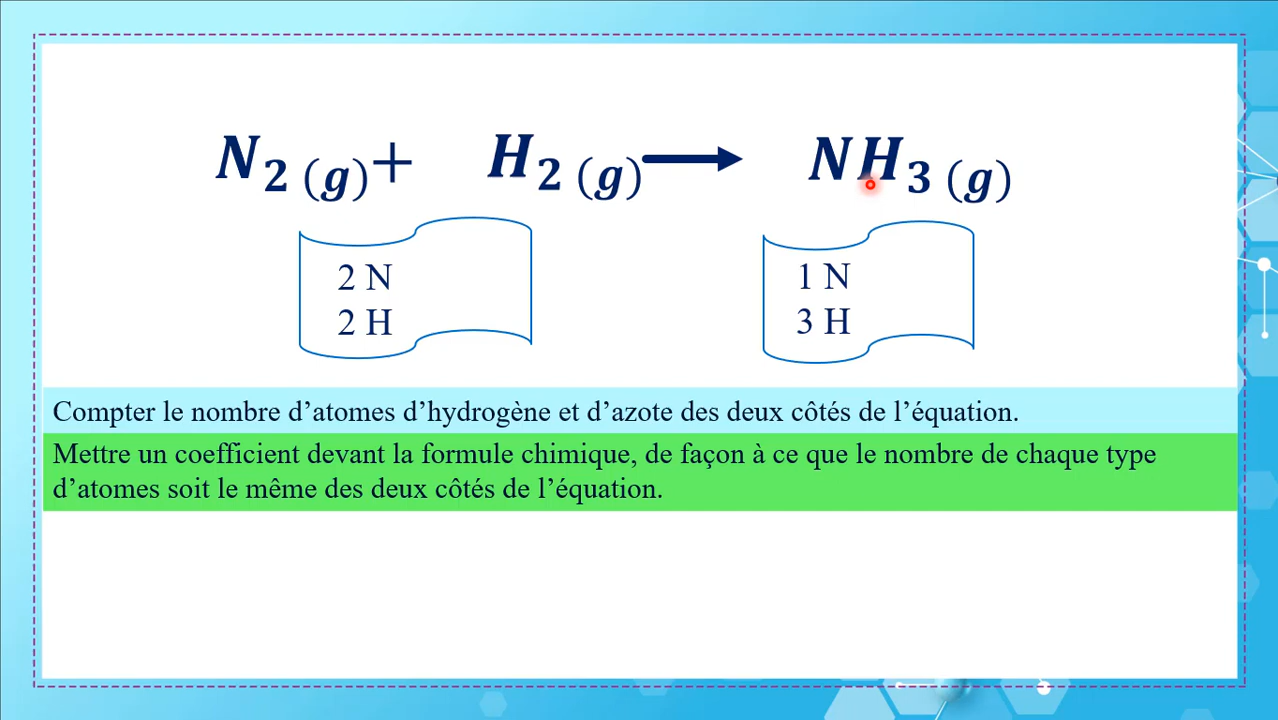 N₂ (g) + H₂ (g) ⟶ NH₃ (g)
2 N 1 N
2 H 3 H
Compter le nombre d’atomes d’hydrogène et d’azote des deux côtés de l’équation.
Mettre un coefficient devant la formule chimique, de façon à ce que le nombre de chaque type
d’atomes soit le même des deux côtés de l’équation.